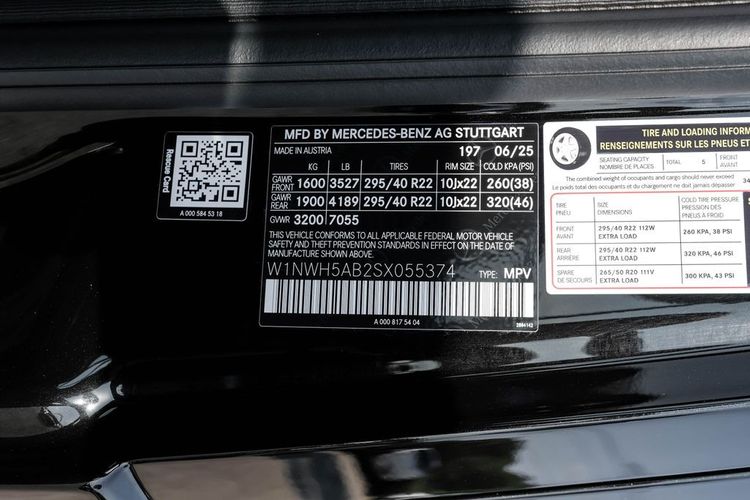 Rescue Card
A 000 584 53 18
MFD BY MERCEDES-BENZ AG STUTTGART
MADE IN AUSTRIA 197 06/25
KG LB TIRES RIM SIZE COLD KPA(PSI)
GAWR FRONT 1600 3527 295/40 R22 10Jx22 260(38)
GAWR REAR 1900 4189 295/40 R22 10Jx22 320(46)
GWR 3200 7055
THIS VEHICLE CONFORMS TO ALL APPLICABLE FEDERAL MOTOR VEHICLE
SAFETY AND THEFT PREVENTION STANDARDS IN EFFECT ON THE DATE OF
MANUFACTURE SHOWN ABOVE.
W1NWH5AB2SX055374 TYPE: MPV
A 000 817 54 04
TIRE AND LOADING INFORM
RENSEIGNEMENTS SUR LES PNEUS ET
SEATING CAPACITY
NOMBRE DE PLACES
TOTAL 5
FRONT
AVANT
The combined weight of occupants and cargo should never exceed
Le poids total des occupants et du chargement ne doit jamais dépasser
TIRE
PNEU
SIZE
DIMENSIONS
COLD TIRE PRESSURE
PRESSION DES
PNEUS À FROID
FRONT
AVANT
295/40 R22 112W
EXTRA LOAD
260 KPA, 38 PSI
REAR
ARRIÈRE
295/40 R22 112W
EXTRA LOAD
320 KPA, 46 PSI
SPARE
DE SECOURS
265/50 R20 111V
EXTRA LOAD
300 KPA, 43 PSI